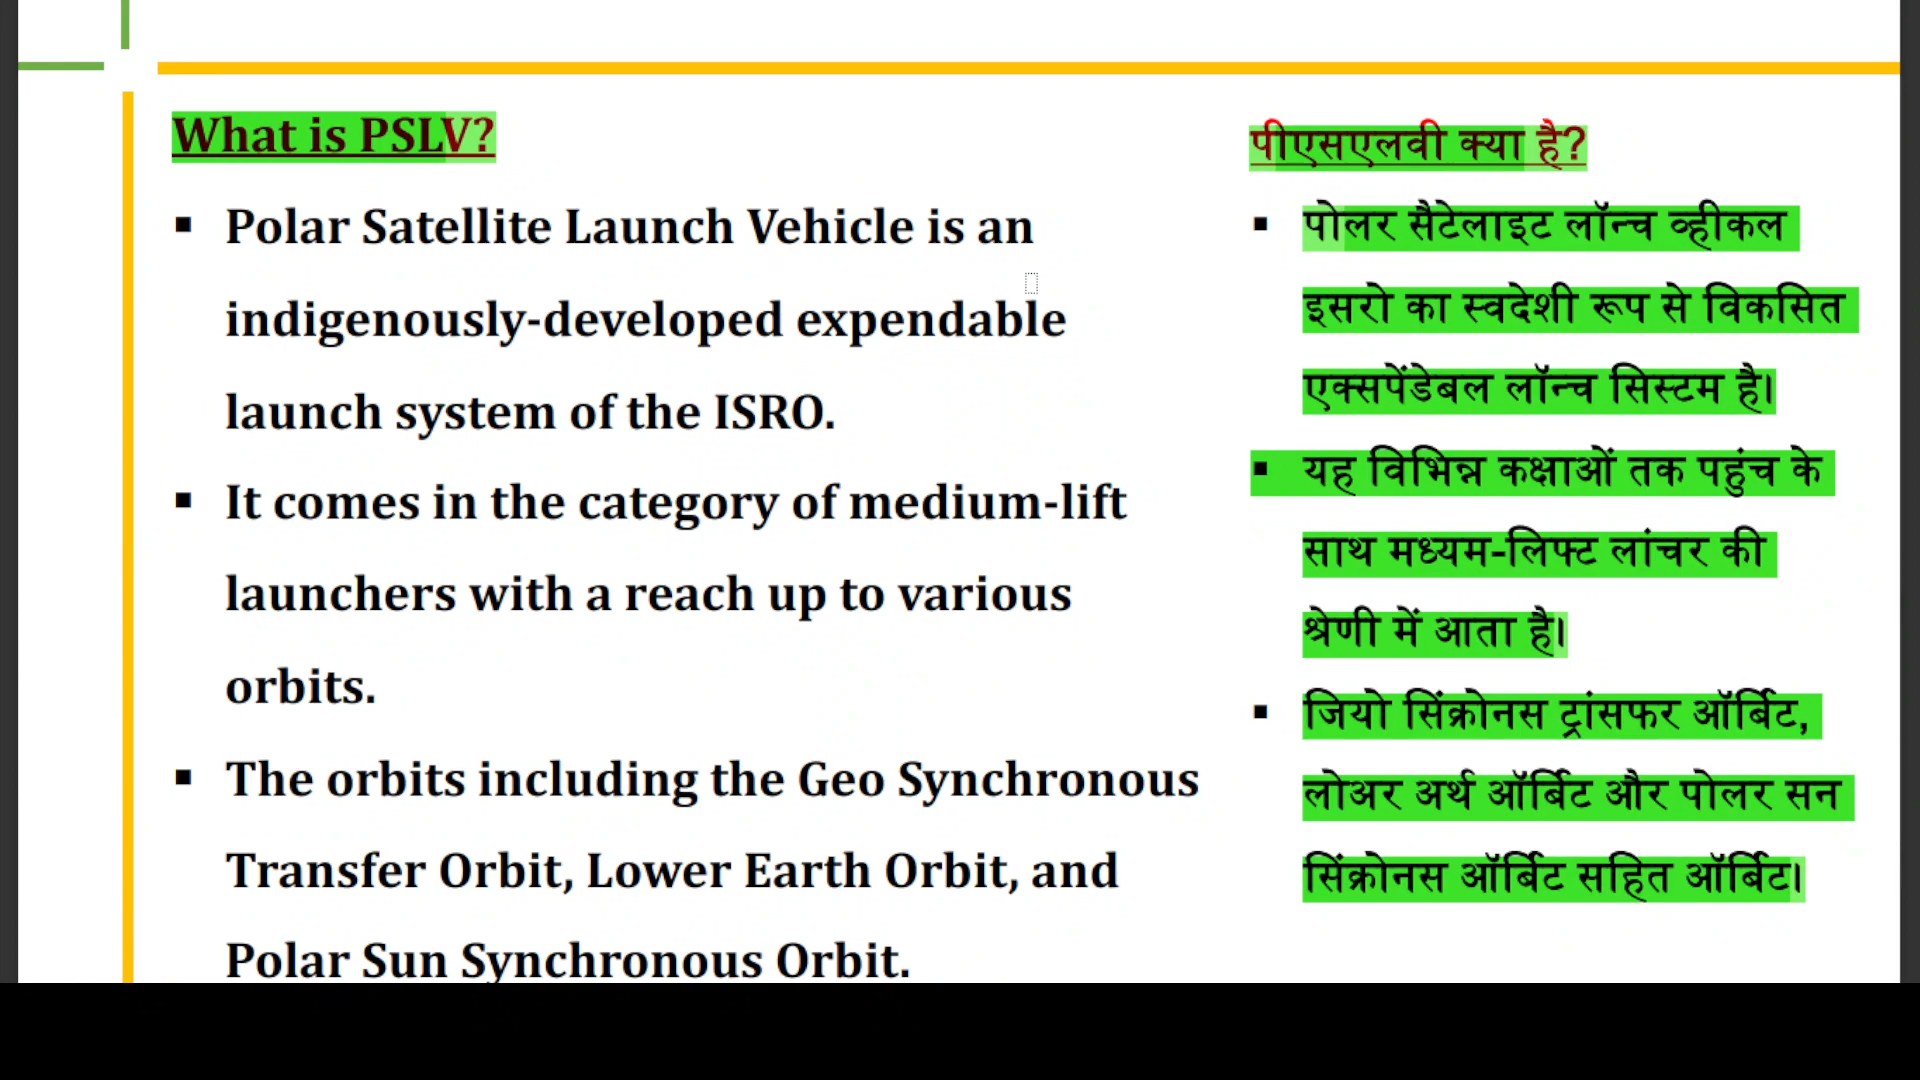 What is PSLV?
▪ Polar Satellite Launch Vehicle is an
indigenously-developed expendable
launch system of the ISRO.
▪ It comes in the category of medium-lift
launchers with a reach up to various
orbits.
▪ The orbits including the Geo Synchronous
Transfer Orbit, Lower Earth Orbit, and
Polar Sun Synchronous Orbit.
पीएसएलवी क्या है?
▪ पोलर सैटेलाइट लॉन्च व्हीकल
इसरो का स्वदेशी रूप से विकसित
एक्सपेंडेबल लॉन्च सिस्टम है।
▪ यह विभिन्न कक्षाओं तक पहुंच के
साथ मध्यम-लिफ्ट लांचर की
श्रेणी में आता है।
▪ जियो सिंक्रोनस ट्रांसफर ऑर्बिट,
लोअर अर्थ ऑर्बिट और पोलर सन
सिंक्रोनस ऑर्बिट सहित ऑर्बिट।